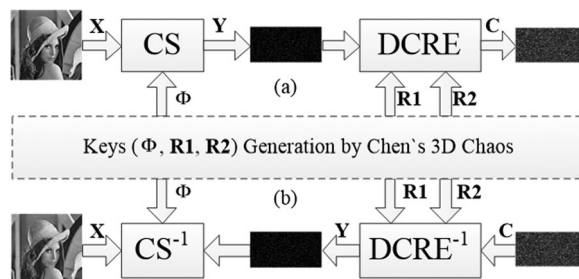 X CS Y DCRE C
Φ (a) R1 R2
Keys (Φ, R1, R2) Generation by Chen`s 3D Chaos
Φ (b) R1 R2
X CS-1 Y DCRE-1 C